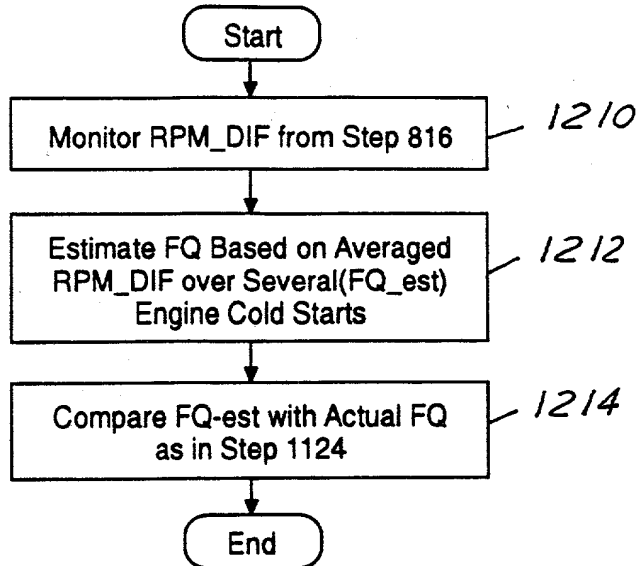 Start
Monitor RPM_DIF from Step 816
1210
Estimate FQ Based on Averaged
RPM_DIF over Several(FQ_est)
Engine Cold Starts
1212
Compare FQ-est with Actual FQ
as in Step 1124
1214
End